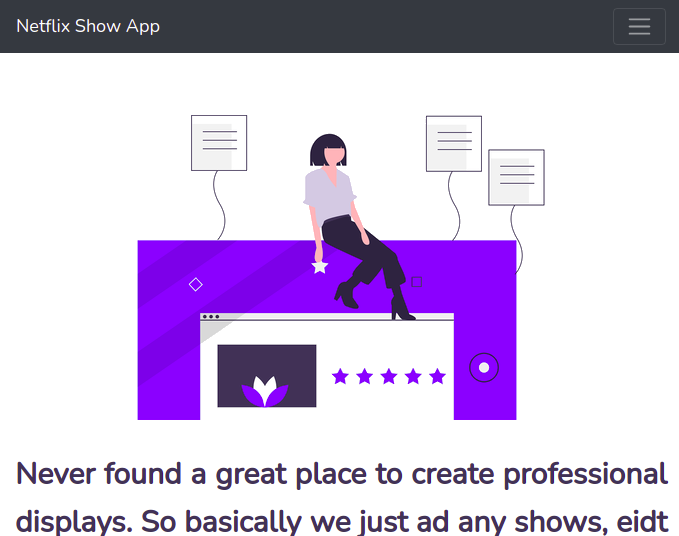 Netflix Show App
Never found a great place to create professional
displays. So basically we just ad any shows, eidt